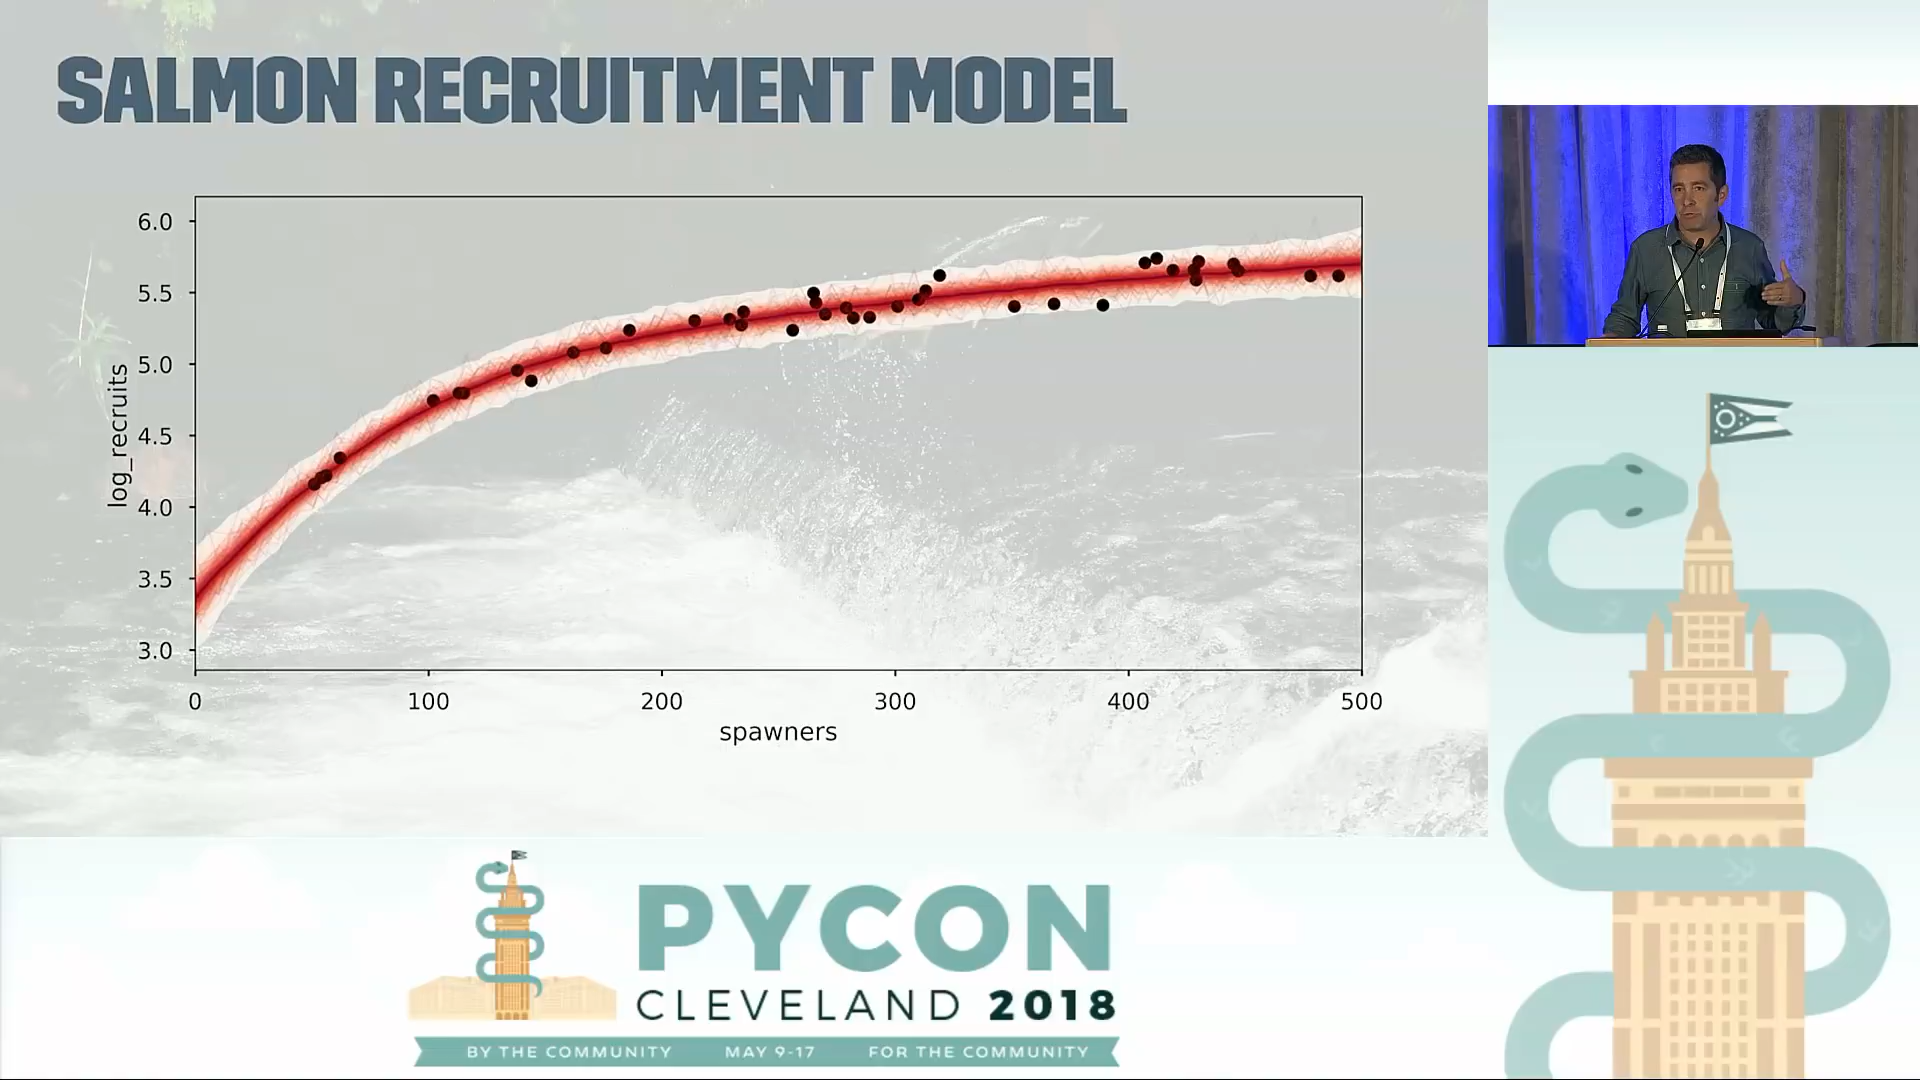 SALMON RECRUITMENT MODEL
log_recruits
6.0
5.5
5.0
4.5
4.0
3.5
3.0
0 100 200 300 400 500
spawners
PYCON
CLEVELAND 2018
BY THE COMMUNITY MAY 9-17 FOR THE COMMUNITY